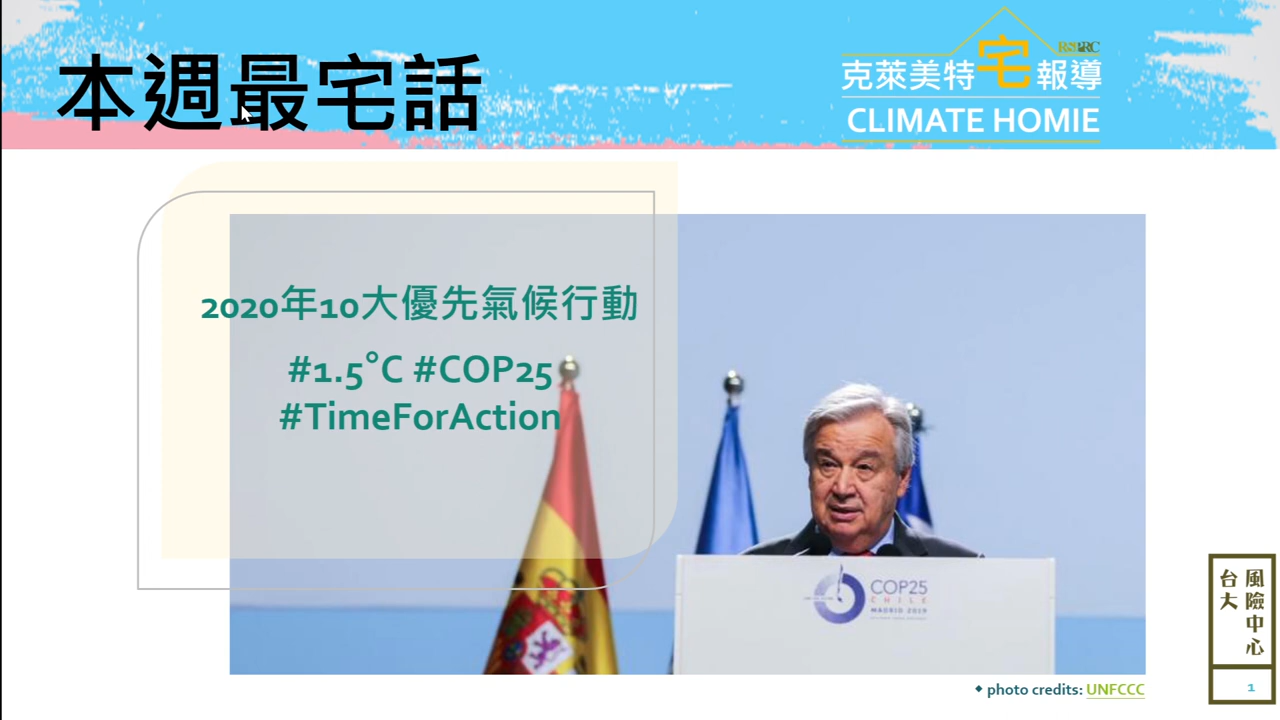 本週最宅話
克萊美特宅報導
RSPRC
CLIMATE HOMIE
2020年10大優先氣候行動
#1.5°C #COP25
#TimeForAction
COP25
CHILE
MADRID 2019
◆ photo credits: UNFCCC
台大
風險中心
1